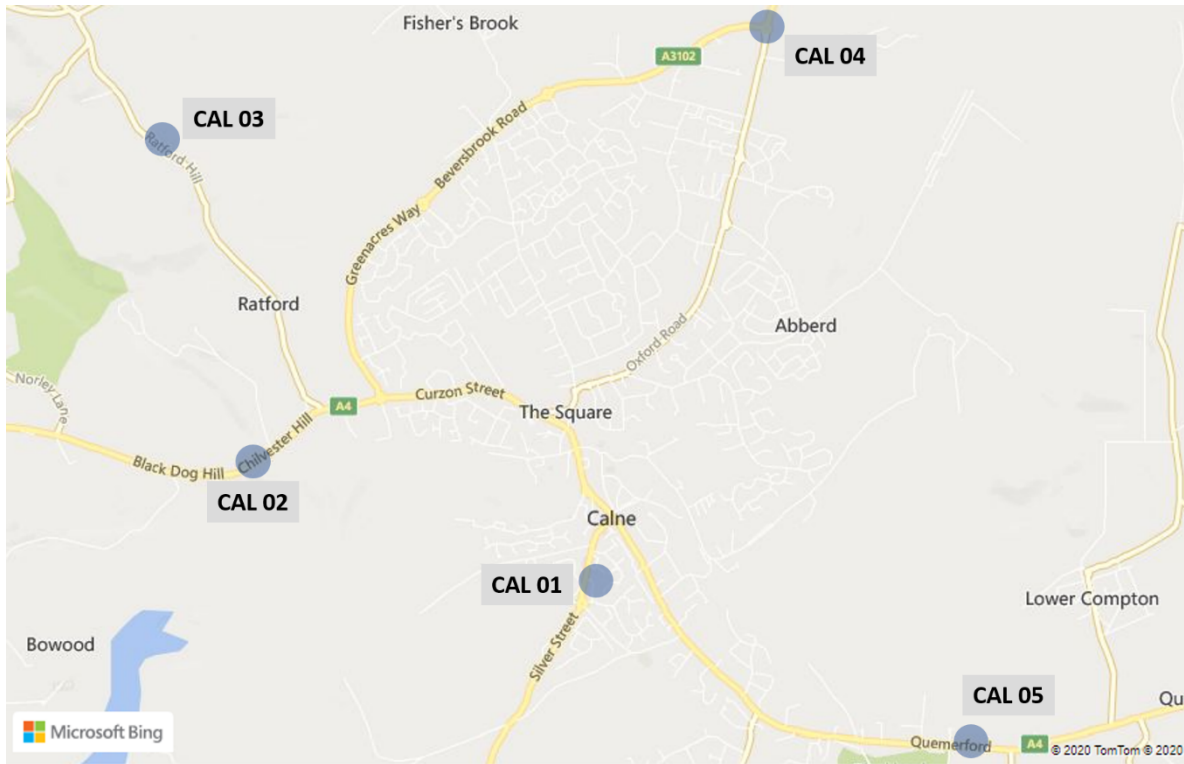 Fisher's Brook
CAL 04
A3102
CAL 03
Ratford Hill
Beversbrook Road
Greenacres Way
Ratford
Abberd
Oxford Road
Norley Lane
A4
Curzon Street
The Square
Chilvester Hill
Black Dog Hill
CAL 02
Calne
CAL 01
Lower Compton
Silver Street
Bowood
CAL 05
Qu
Microsoft Bing
Quemerford
A4
© 2020 TomTom © 2020